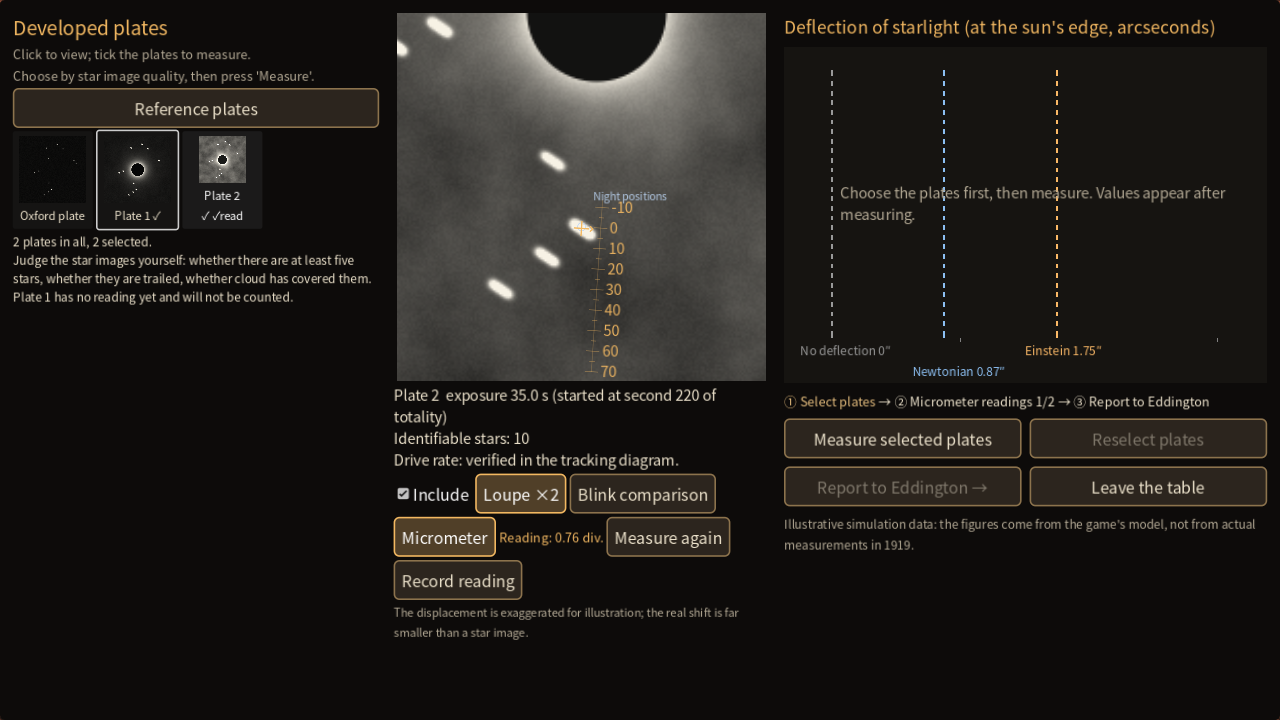 Developed plates
Click to view; tick the plates to measure.
Choose by star image quality, then press 'Measure'.
Reference plates
Oxford plate
Plate 1 ✓
Plate 2
✓ ✓read
2 plates in all, 2 selected.
Judge the star images yourself: whether there are at least five
stars, whether they are trailed, whether cloud has covered them.
Plate 1 has no reading yet and will not be counted.
Night positions
-10
0
10
20
30
40
50
60
70
Plate 2 exposure 35.0 s (started at second 220 of
totality)
Identifiable stars: 10
Drive rate: verified in the tracking diagram.
Include
Loupe ×2
Blink comparison
Micrometer
Reading: 0.76 div.
Measure again
Record reading
The displacement is exaggerated for illustration; the real shift is far
smaller than a star image.
Deflection of starlight (at the sun's edge, arcseconds)
Choose the plates first, then measure. Values appear after
measuring.
No deflection 0"
Einstein 1.75"
Newtonian 0.87"
① Select plates → ② Micrometer readings 1/2 → ③ Report to Eddington
Measure selected plates
Reselect plates
Report to Eddington →
Leave the table
Illustrative simulation data: the figures come from the game's model, not from actual
measurements in 1919.